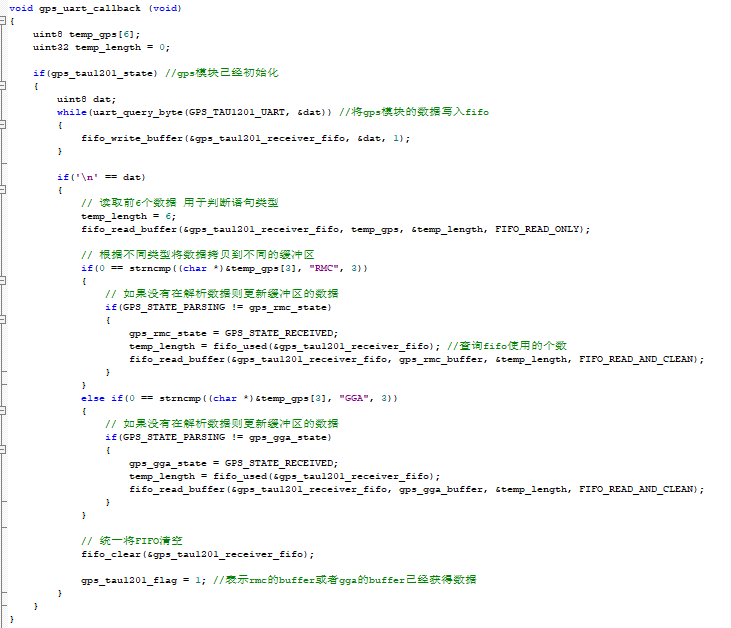 void gps_uart_callback (void)
{
    uint8 temp_gps[6];
    uint32 temp_length = 0;

    if(gps_tau1201_state) //gps模块已经初始化
    {
        uint8 dat;
        while(uart_query_byte(GPS_TAU1201_UART, &dat)) //将gps模块的数据写入fifo
        {
            fifo_write_buffer(&gps_tau1201_receiver_fifo, &dat, 1);
        }

        if('\n' == dat)
        {
            // 读取前6个数据 用于判断语句类型
            temp_length = 6;
            fifo_read_buffer(&gps_tau1201_receiver_fifo, temp_gps, &temp_length, FIFO_READ_ONLY);

            // 根据不同类型将数据拷贝到不同的缓冲区
            if(0 == strncmp((char *)&temp_gps[3], "RMC", 3))
            {
                // 如果没有在解析数据则更新缓冲区的数据
                if(GPS_STATE_PARSING != gps_rmc_state)
                {
                    gps_rmc_state = GPS_STATE_RECEIVED;
                    temp_length = fifo_used(&gps_tau1201_receiver_fifo); //查询fifo使用的个数
                    fifo_read_buffer(&gps_tau1201_receiver_fifo, gps_rmc_buffer, &temp_length, FIFO_READ_AND_CLEAN);
                }
            }
            else if(0 == strncmp((char *)&temp_gps[3], "GGA", 3))
            {
                // 如果没有在解析数据则更新缓冲区的数据
                if(GPS_STATE_PARSING != gps_gga_state)
                {
                    gps_gga_state = GPS_STATE_RECEIVED;
                    temp_length = fifo_used(&gps_tau1201_receiver_fifo);
                    fifo_read_buffer(&gps_tau1201_receiver_fifo, gps_gga_buffer, &temp_length, FIFO_READ_AND_CLEAN);
                }
            }

            // 统一将FIFO清空
            fifo_clear(&gps_tau1201_receiver_fifo);

            gps_tau1201_flag = 1; //表示rmc的buffer或者gga的buffer已经获得数据
        }
    }
}